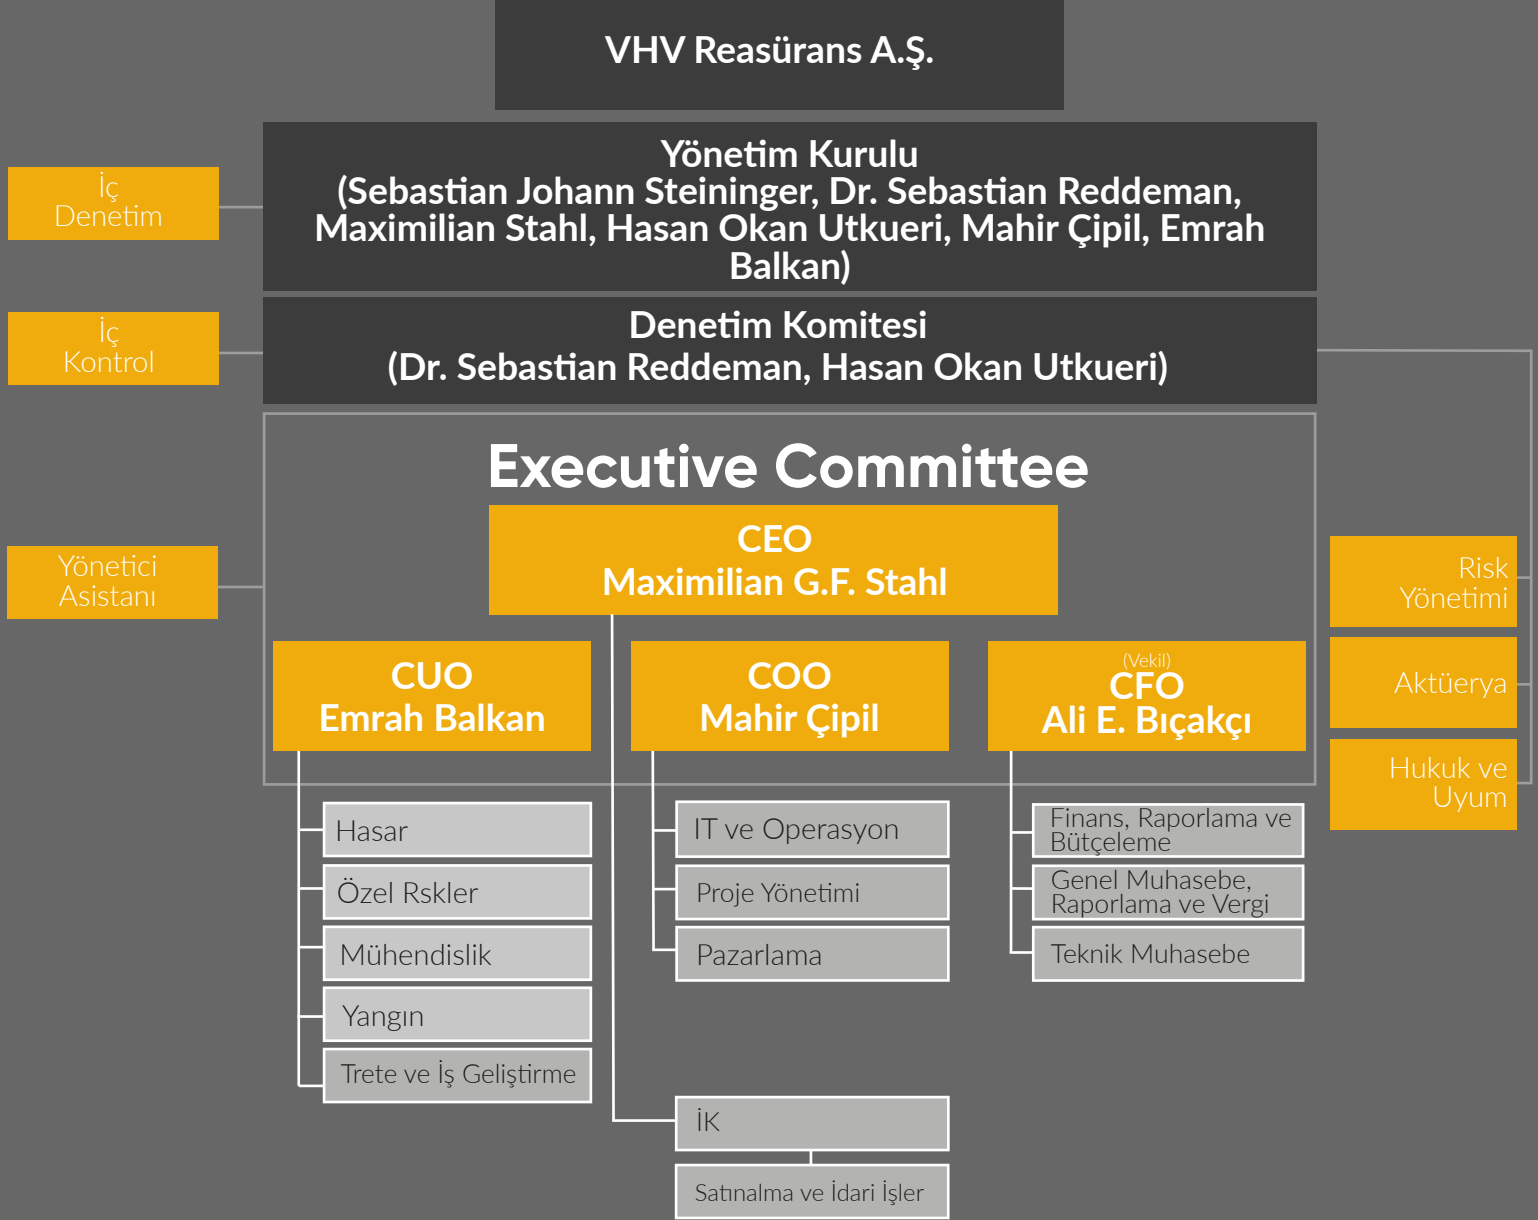 VHV Reasürans A.Ş.
Yönetim Kurulu
(Sebastian Johann Steininger, Dr. Sebastian Reddeman,
Maximilian Stahl, Hasan Okan Utkueri, Mahir Çipil, Emrah
Balkan)
İç
Denetim
Denetim Komitesi
(Dr. Sebastian Reddeman, Hasan Okan Utkueri)
İç
Kontrol
Executive Committee
CEO
Maximilian G.F. Stahl
Yönetici
Asistanı
Risk
Yönetimi
Aktüerya
Hukuk ve
Uyum
CUO
Emrah Balkan
COO
Mahir Çipil
(Vekil)
CFO
Ali E. Bıçakçı
Hasar
Özel Rskler
Mühendislik
Yangın
Trete ve İş Geliştirme
IT ve Operasyon
Proje Yönetimi
Pazarlama
Finans, Raporlama ve
Bütçeleme
Genel Muhasebe,
Raporlama ve Vergi
Teknik Muhasebe
İK
Satınalma ve İdari İşler